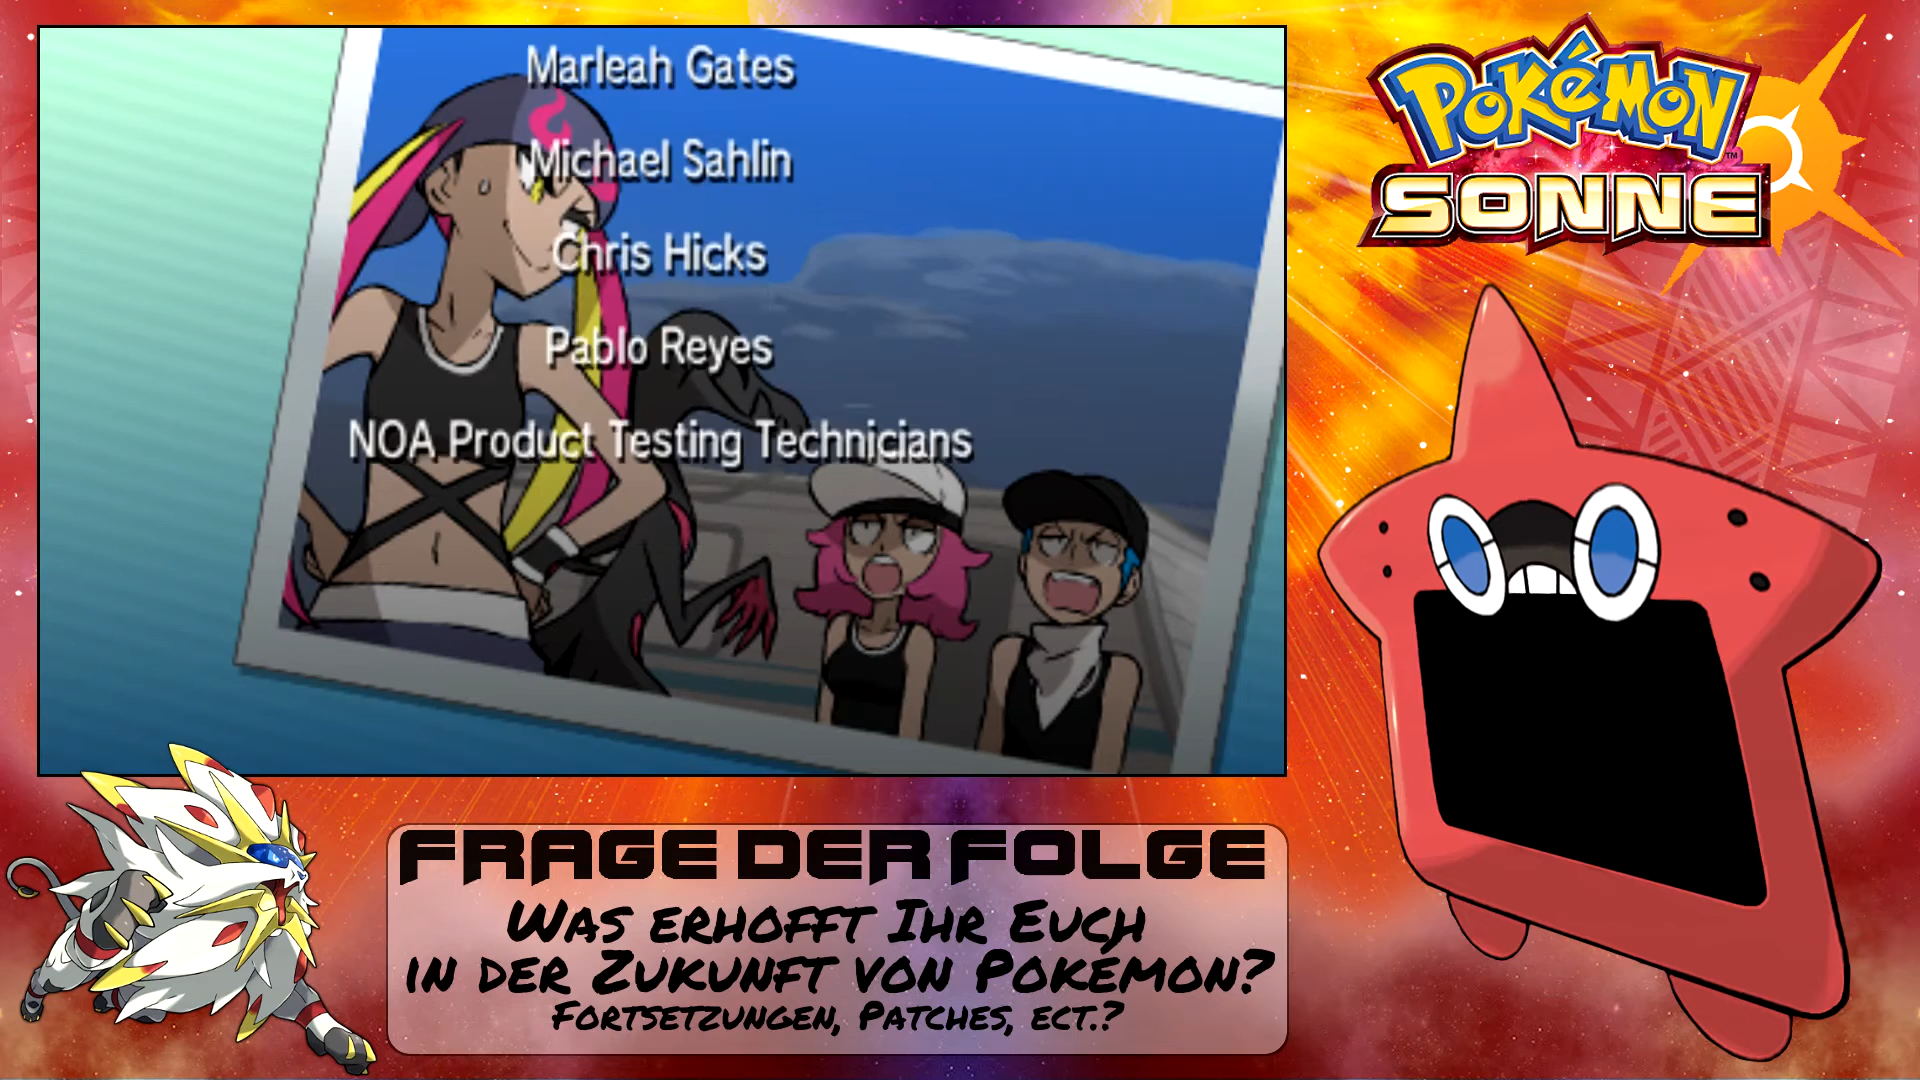 Marleah Gates
Michael Sahlin
Chris Hicks
Pablo Reyes
NOA Product Testing Technicians
POKÉMON™
SONNE
FRAGE DER FOLGE
WAS ERHOFFT IHR EUCH
IN DER ZUKUNFT VON POKÉMON?
FORTSETZUNGEN, PATCHES, ECT.?